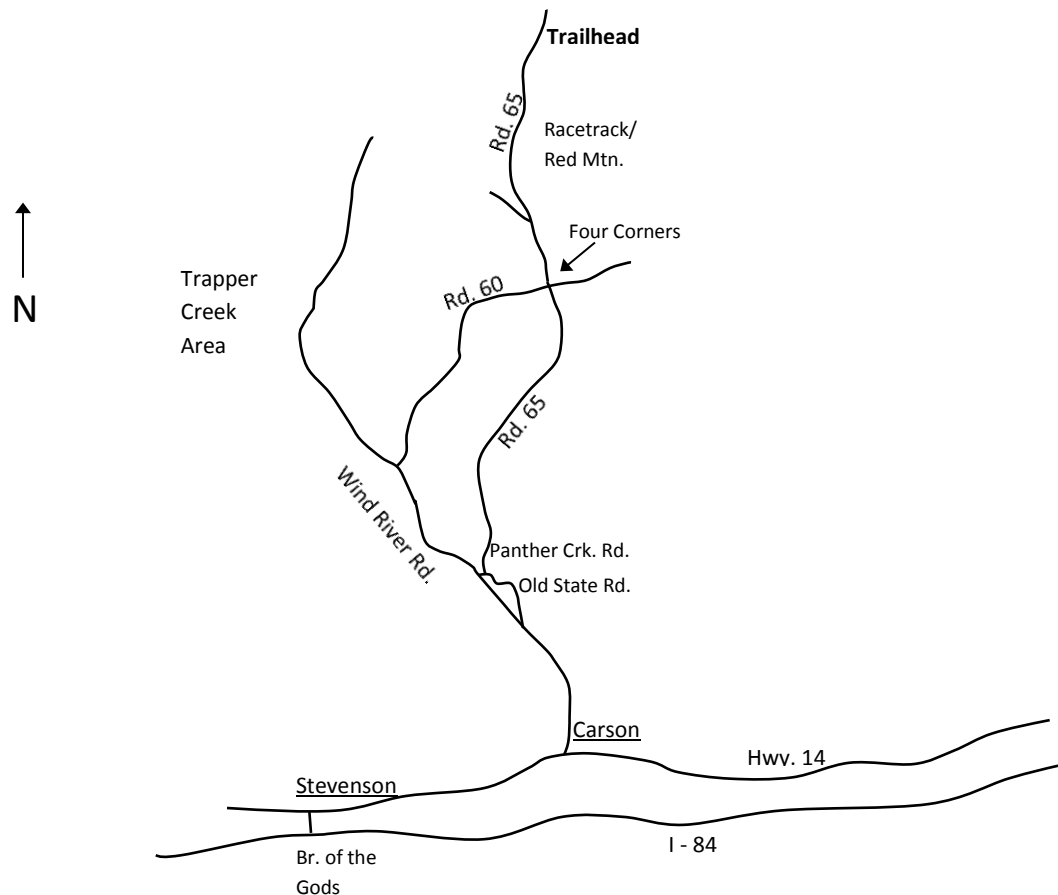 Trailhead
Rd. 65
Racetrack/
Red Mtn.
Four Corners
N
Trapper
Creek
Area
Rd. 60
Rd. 65
Wind River Rd.
Panther Crk. Rd.
Old State Rd.
Carson
Hwy. 14
Stevenson
I - 84
Br. of the
Gods